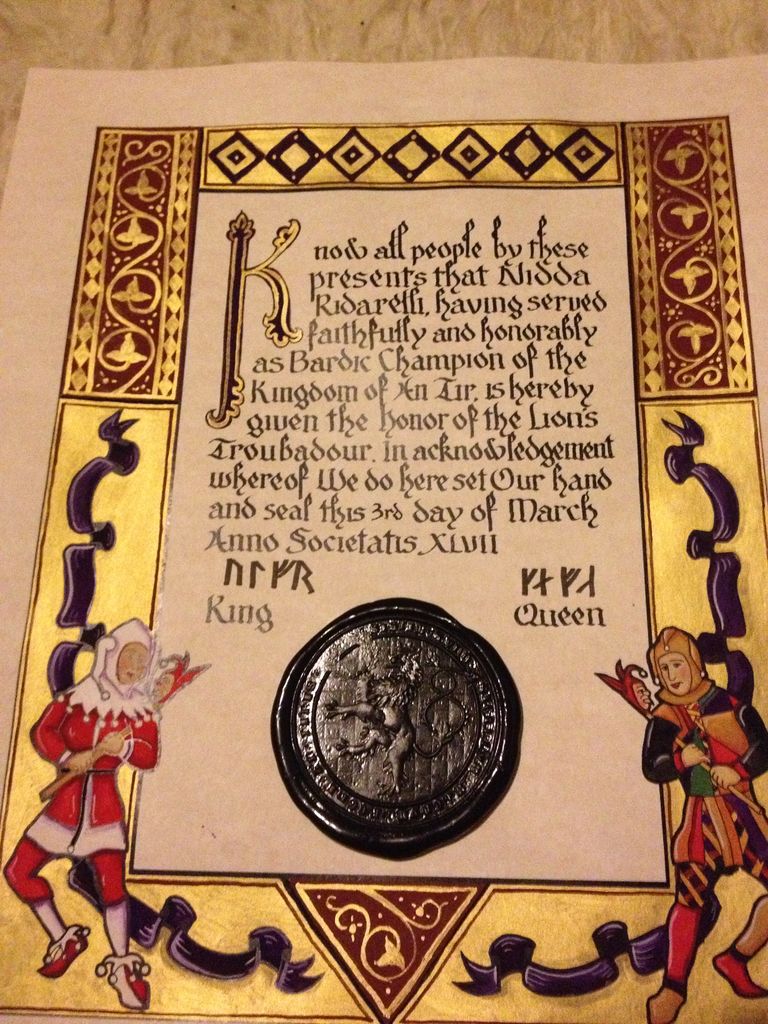 Know all people by these
presents that Nidda
Ridarelli, having served
faithfully and honorably
as Bardic Champion of the
Kingdom of An Tir, is hereby
given the honor of the Lion's
Troubadour. In acknowledgement
whereof We do here set Our hand
and seal this 3rd day of March
Anno Societatis XLVII
ᚢᛚᚠᚱ ᚠᛅᚠᛅ
King Queen